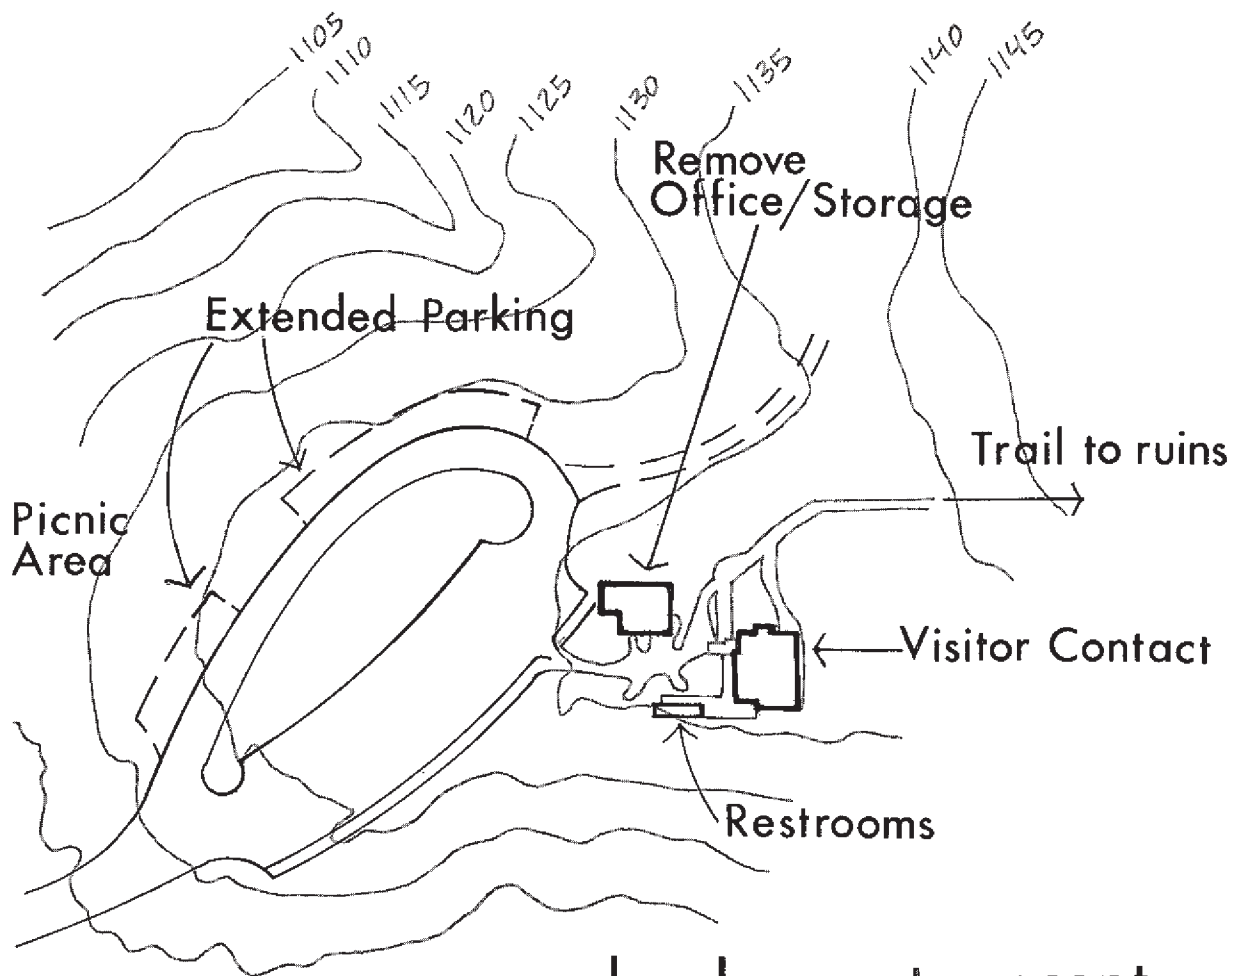 1105
1110
1115
1120
1125
1130
1135
1140
1145
Remove
Office/Storage
Extended Parking
Trail to ruins
Picnic
Area
Visitor Contact
Restrooms